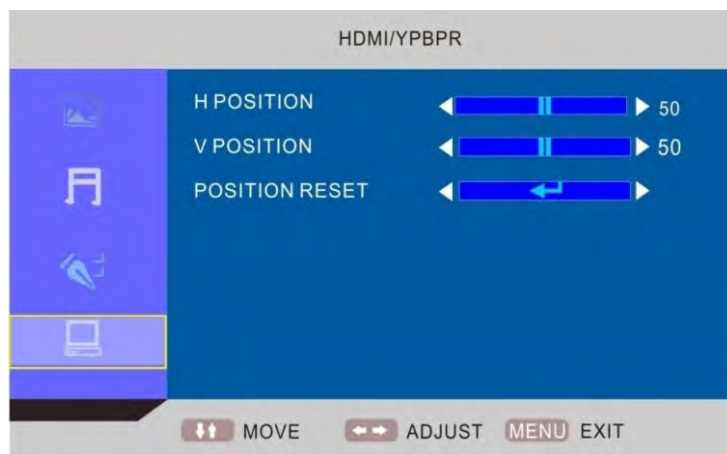 HDMI/YPBPR
H POSITION 50
V POSITION 50
POSITION RESET
MOVE ADJUST MENU EXIT